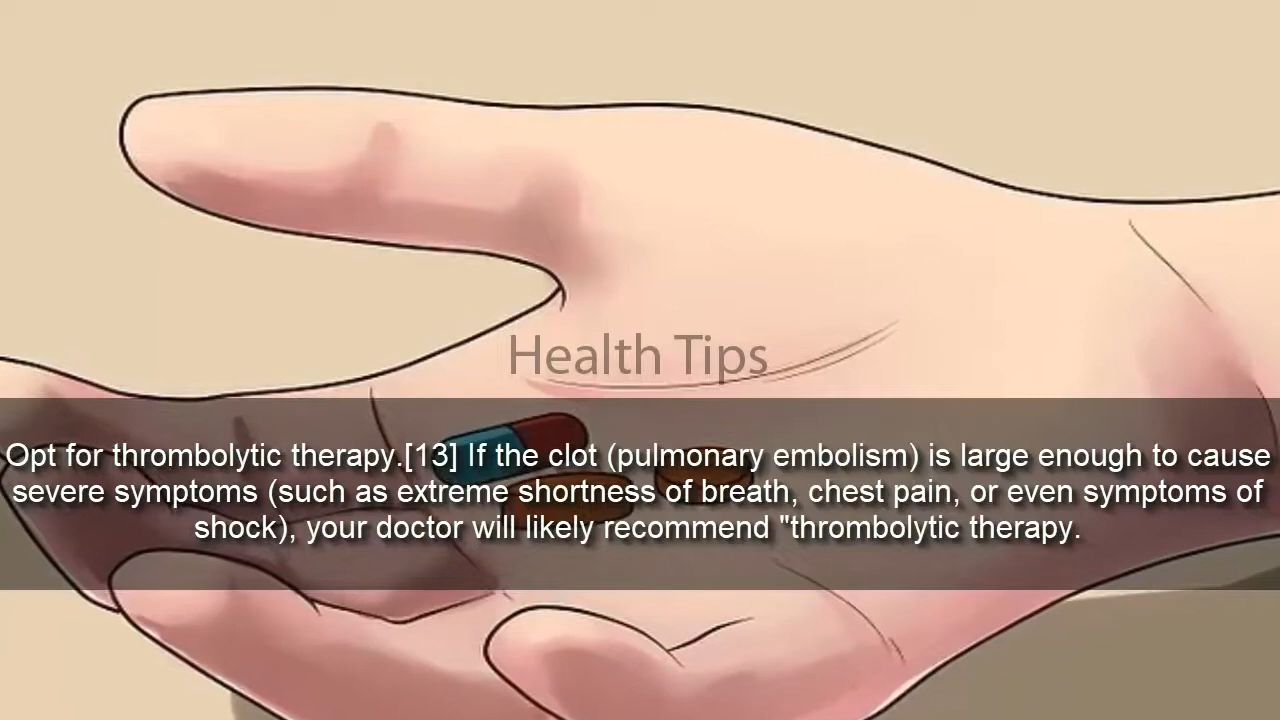 Health Tips
Opt for thrombolytic therapy.[13] If the clot (pulmonary embolism) is large enough to cause
severe symptoms (such as extreme shortness of breath, chest pain, or even symptoms of
shock), your doctor will likely recommend "thrombolytic therapy.